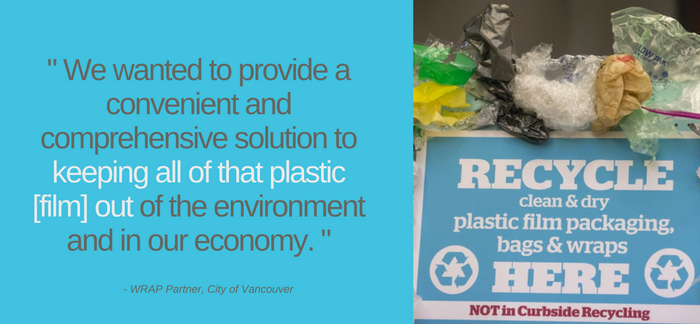 " We wanted to provide a
convenient and
comprehensive solution to
keeping all of that plastic
[film] out of the environment
and in our economy. "
- WRAP Partner, City of Vancouver
RECYCLE
clean & dry
plastic film packaging,
bags & wraps
HERE
NOT in Curbside Recycling